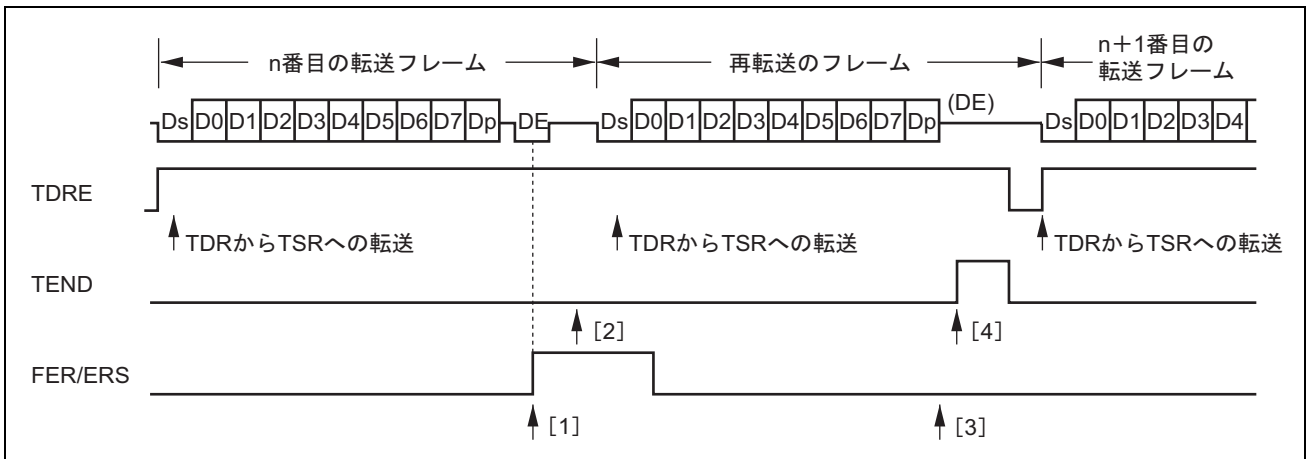 n番目の転送フレーム
再転送のフレーム
n+1番目の
転送フレーム
Ds D0 D1 D2 D3 D4 D5 D6 D7 Dp DE Ds D0 D1 D2 D3 D4 D5 D6 D7 Dp (DE) Ds D0 D1 D2 D3 D4
TDRE
TDRからTSRへの転送 TDRからTSRへの転送 TDRからTSRへの転送
TEND
[2] [4]
FER/ERS
[1] [3]